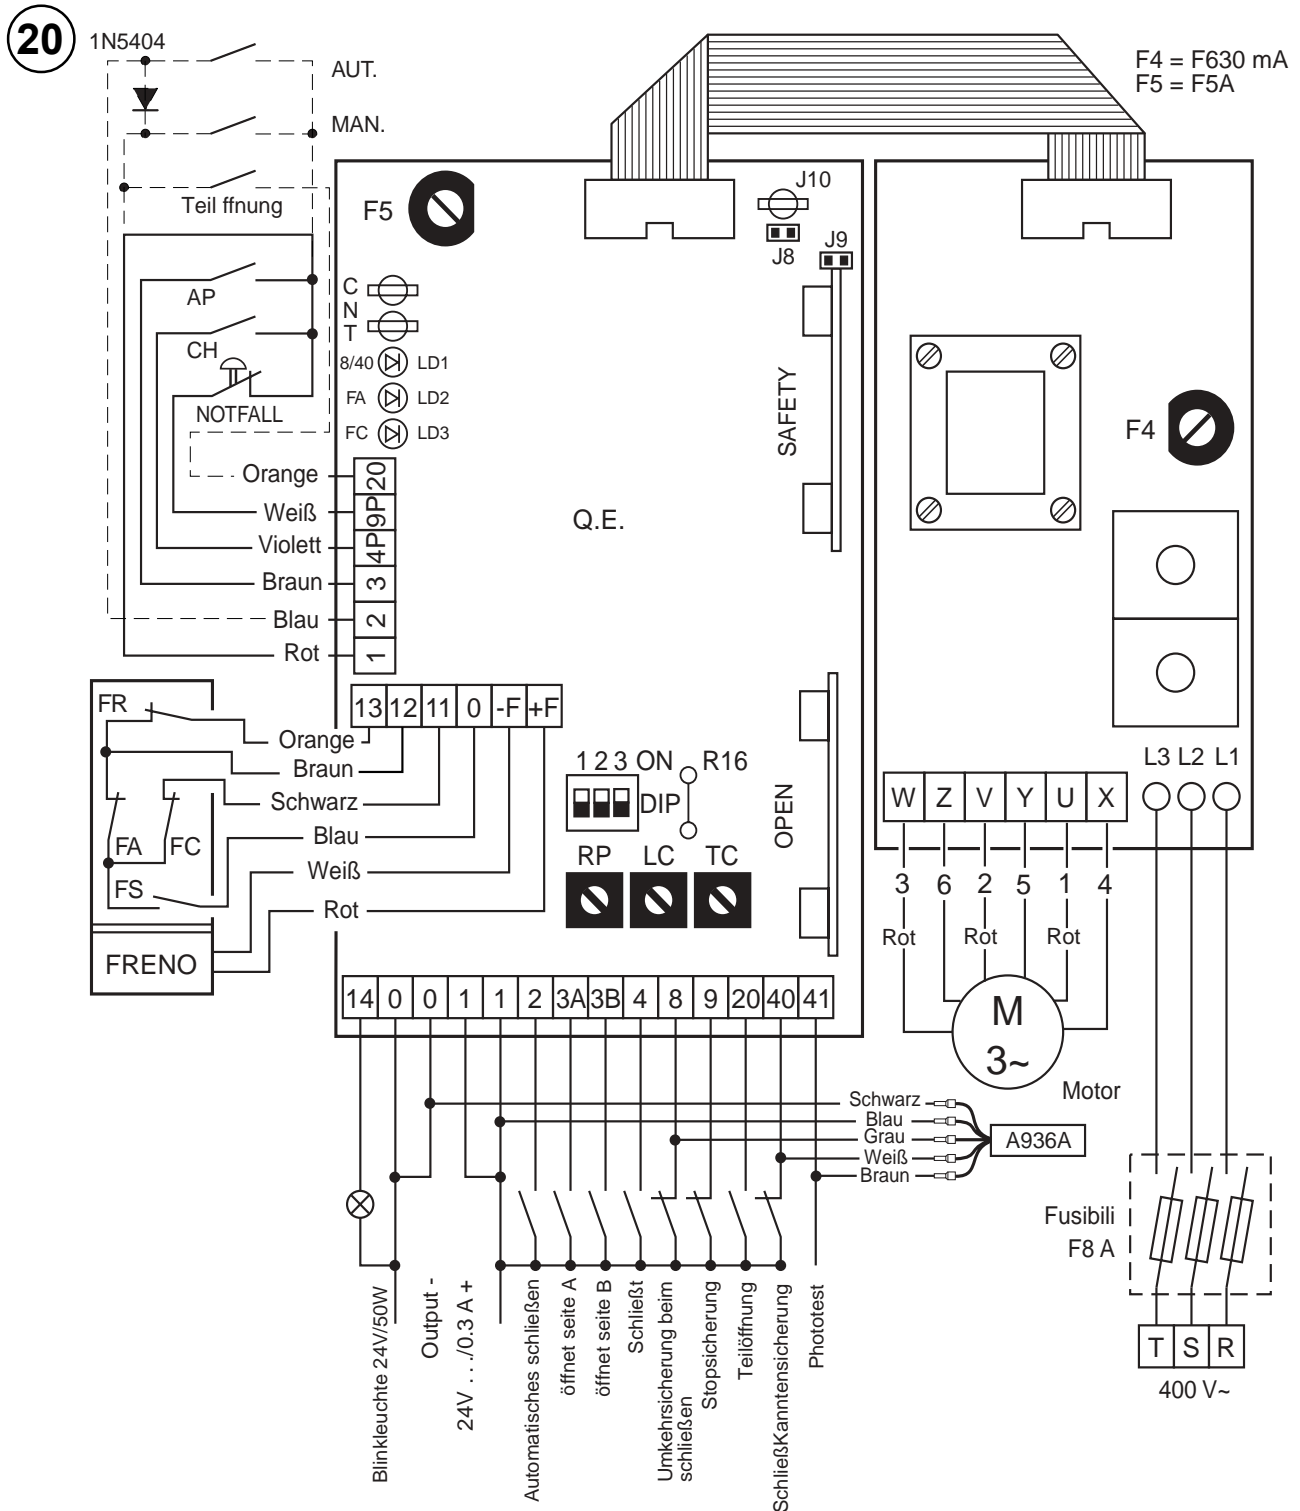 20
1N5404
AUT.
MAN.
Teil ffnung
F4 = F630 mA
F5 = F5A
F5
J10
J8
J9
AP
CH
NOTFALL
C
N
T
8/40 LD1
FA LD2
FC LD3
SAFETY
F4
Q.E.
Orange 20
Weiß 9P
Violett 4P
Braun 3
Blau 2
Rot 1
FR
FA FC
FS
FRENO
13 12 11 0 -F +F
Orange
Braun
Schwarz
Blau
Weiß
Rot
1 2 3 ON R16
DIP
RP LC TC
OPEN
L3 L2 L1
W Z V Y U X
3 6 2 5 1 4
Rot Rot Rot
M
3~
Motor
14 0 0 1 1 2 3A 3B 4 8 9 20 40 41
Schwarz
Blau
Grau
Weiß
Braun
A936A
Fusibili
F8 A
T S R
400 V~
Blinkleuchte 24V/50W
Output -
24V . . ./0.3 A +
Automatisches schließen
öffnet seite A
öffnet seite B
Schließt
Umkehrsicherung beim
schließen
Stopsicherung
Teilöffnung
SchließKanntensicherung
Phototest